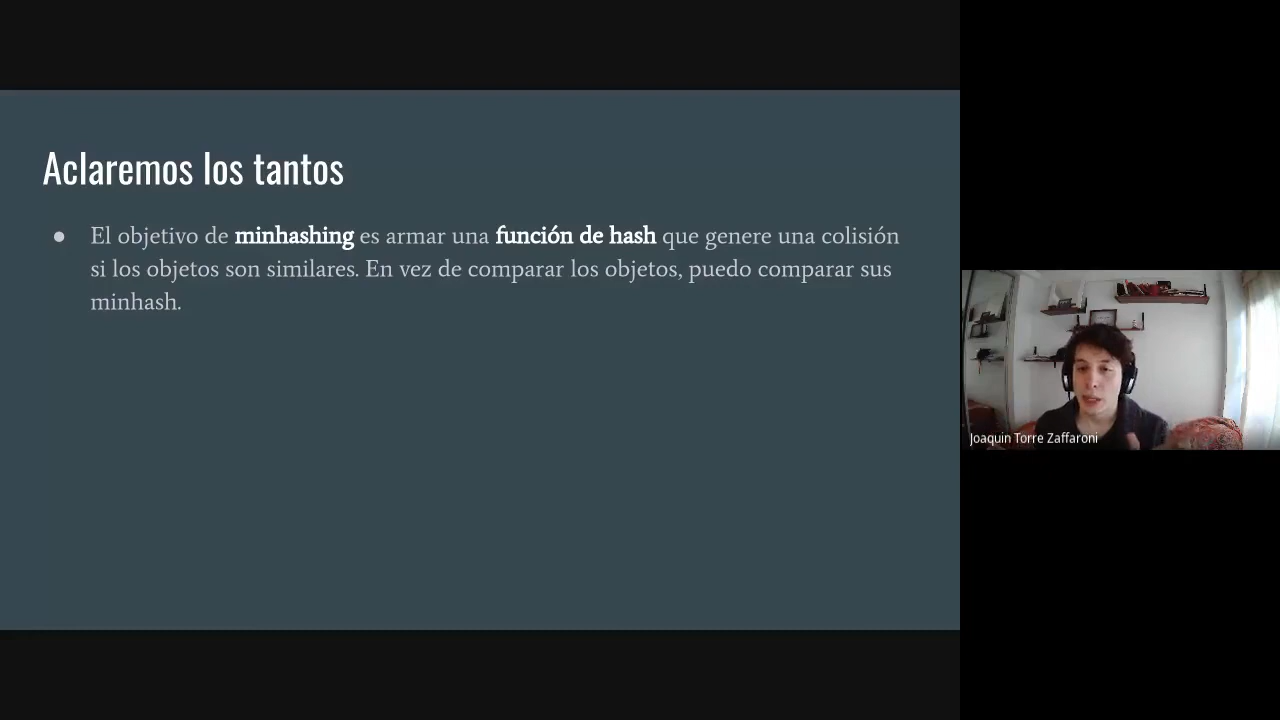 Aclaremos los tantos
● El objetivo de minhashing es armar una función de hash que genere una colisión
si los objetos son similares. En vez de comparar los objetos, puedo comparar sus
minhash.
Joaquin Torre Zaffaroni